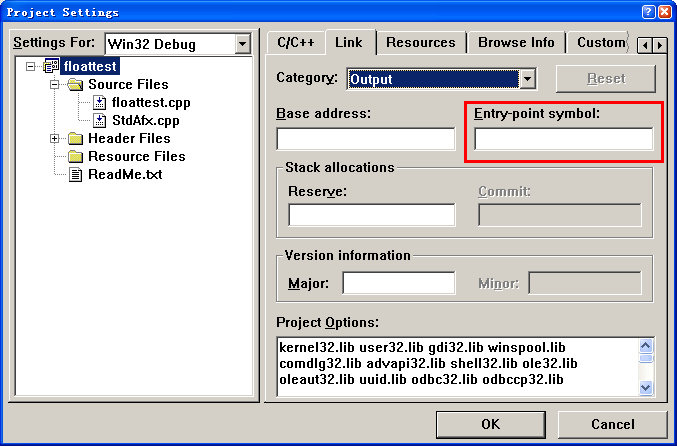 Project Settings
Settings For: Win32 Debug
floattest
Source Files
floattest.cpp
StdAfx.cpp
Header Files
Resource Files
ReadMe.txt
C/C++ Link Resources Browse Info Custom
Category: Output Reset
Base address: Entry-point symbol:
Stack allocations
Reserve: Commit:
Version information
Major: Minor:
Project Options:
kernel32.lib user32.lib gdi32.lib winspool.lib
comdlg32.lib advapi32.lib shell32.lib ole32.lib
oleaut32.lib uuid.lib odbc32.lib odbccp32.lib
OK Cancel